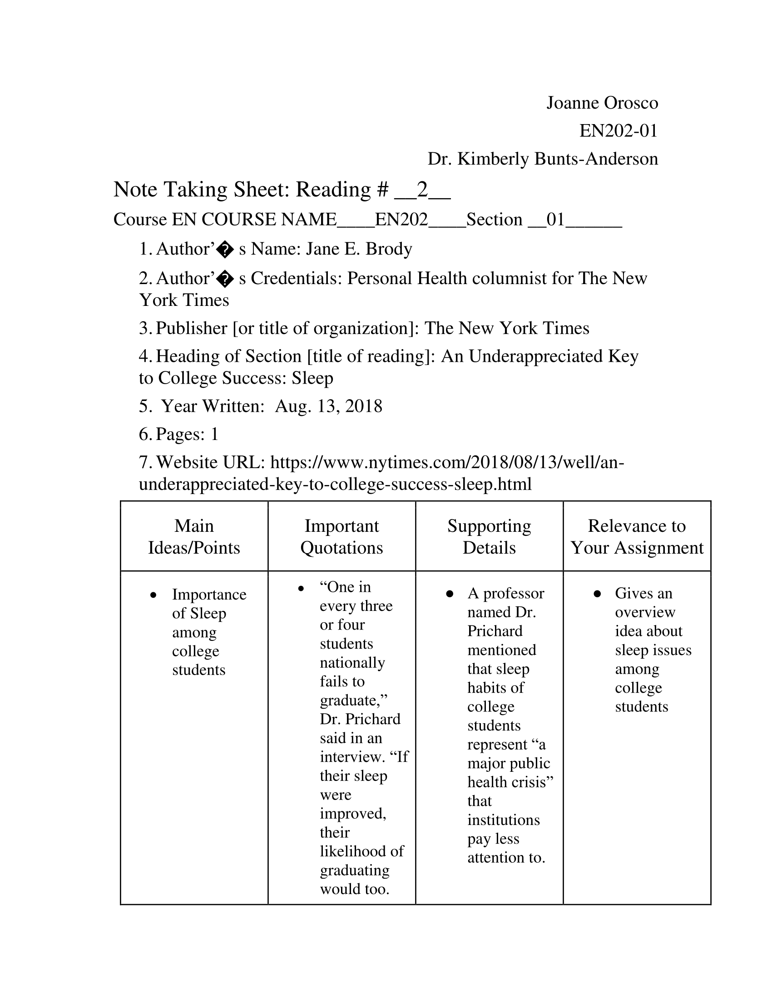 Joanne Orosco
EN202-01
Dr. Kimberly Bunts-Anderson
Note Taking Sheet: Reading # __2__
Course EN COURSE NAME____EN202____Section __01______
1. Author’� s Name: Jane E. Brody
2. Author’� s Credentials: Personal Health columnist for The New
York Times
3. Publisher [or title of organization]: The New York Times
4. Heading of Section [title of reading]: An Underappreciated Key
to College Success: Sleep
5.  Year Written:  Aug. 13, 2018
6. Pages: 1
7. Website URL: https://www.nytimes.com/2018/08/13/well/an-
underappreciated-key-to-college-success-sleep.html
Main
Ideas/Points
Important
Quotations
Supporting
Details
Relevance to
Your Assignment
● Importance
of Sleep
among
college
students
● “One in
every three
or four
students
nationally
fails to
graduate,”
Dr. Prichard
said in an
interview. “If
their sleep
were
improved,
their
likelihood of
graduating
would too.
● A professor
named Dr.
Prichard
mentioned
that sleep
habits of
college
students
represent “a
major public
health crisis”
that
institutions
pay less
attention to.
● Gives an
overview
idea about
sleep issues
among
college
students